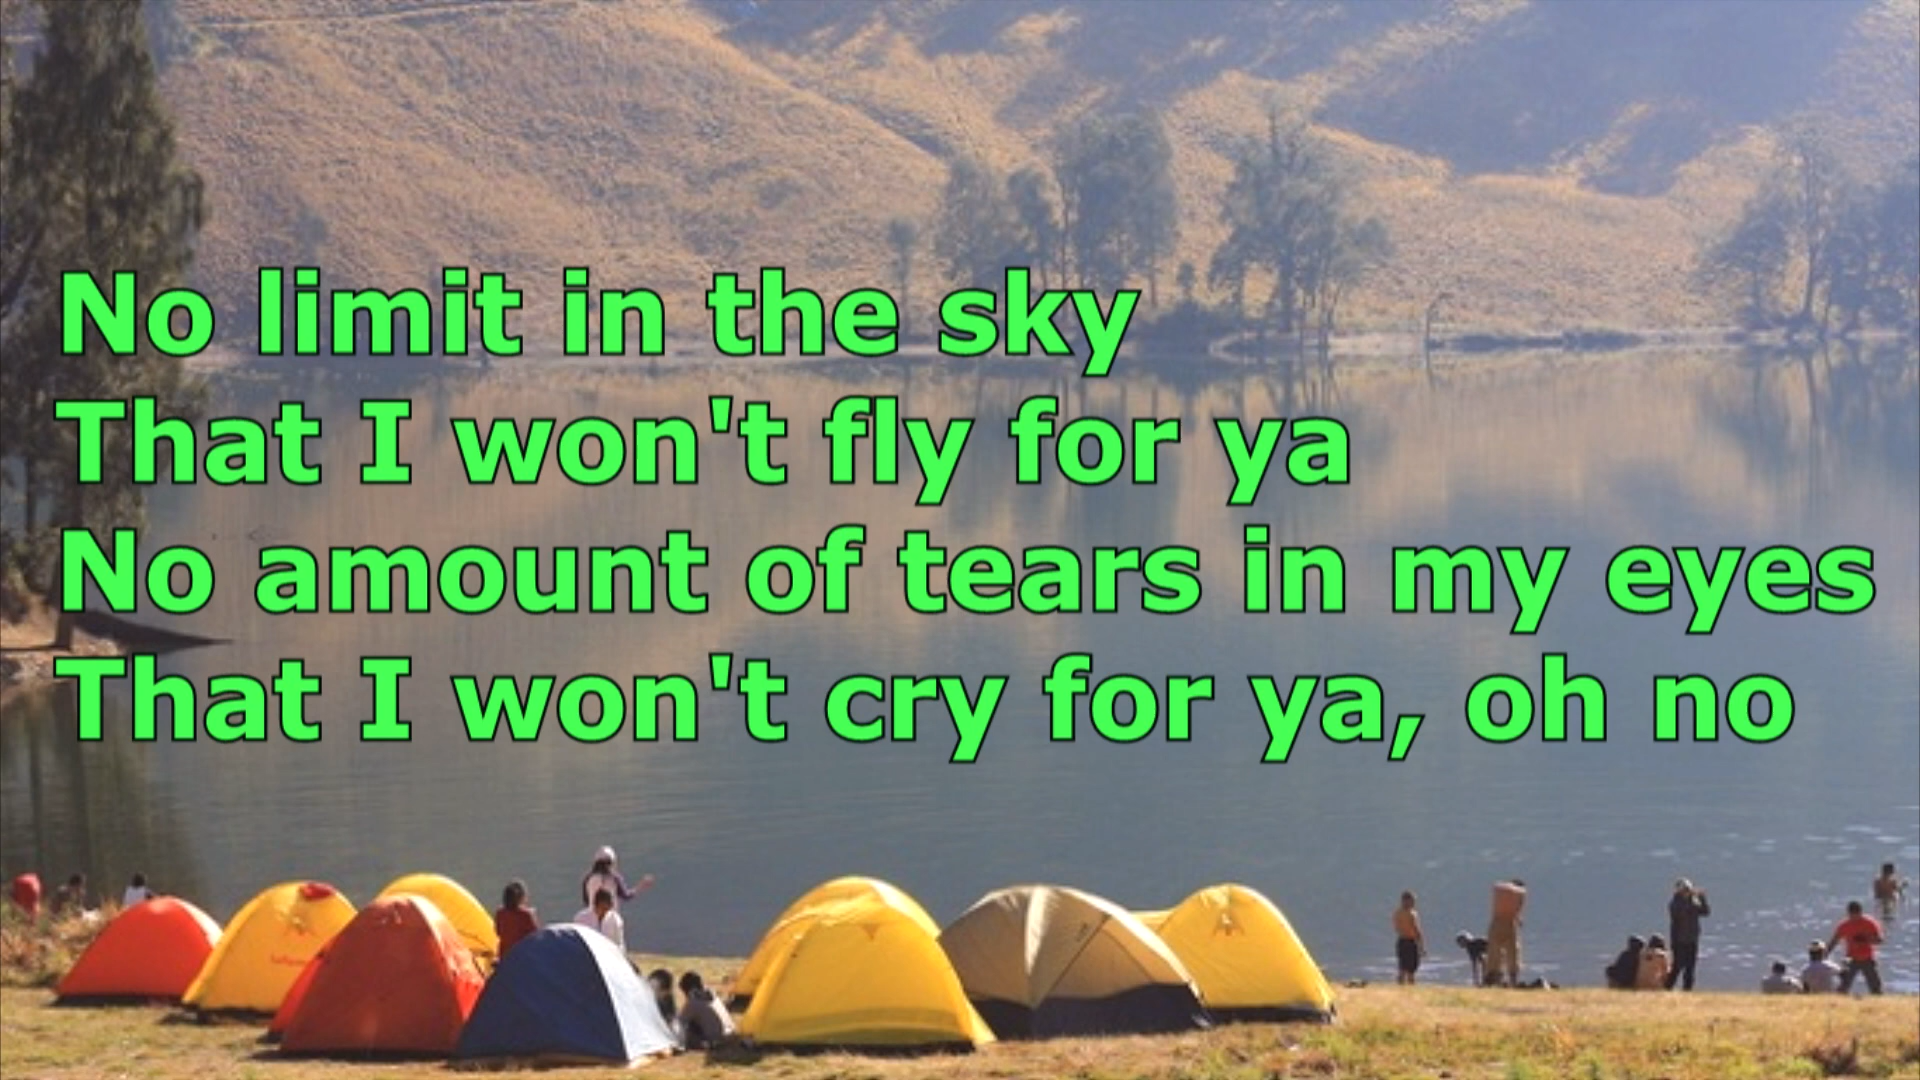 No limit in the sky
That I won't fly for ya
No amount of tears in my eyes
That I won't cry for ya, oh no